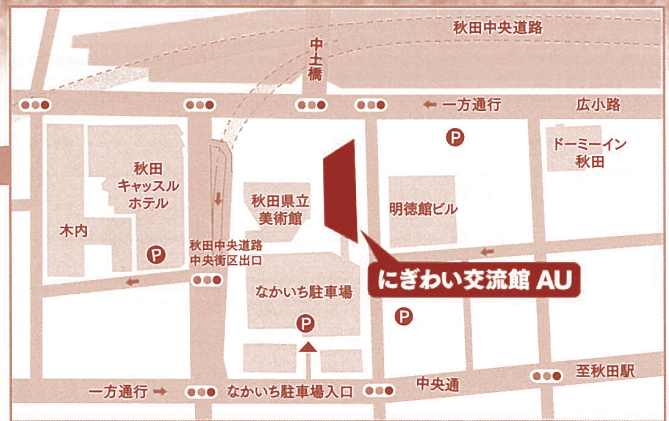 秋田中央道路
中土橋
一方通行
広小路
P
ドーミーイン
秋田
秋田
キャッスル
ホテル
木内
P
秋田県立
美術館
明徳館ビル
秋田中央道路
中央街区出口
にぎわい交流館 AU
なかいち駐車場
P
P
至秋田駅
中央通
一方通行
なかいち駐車場入口